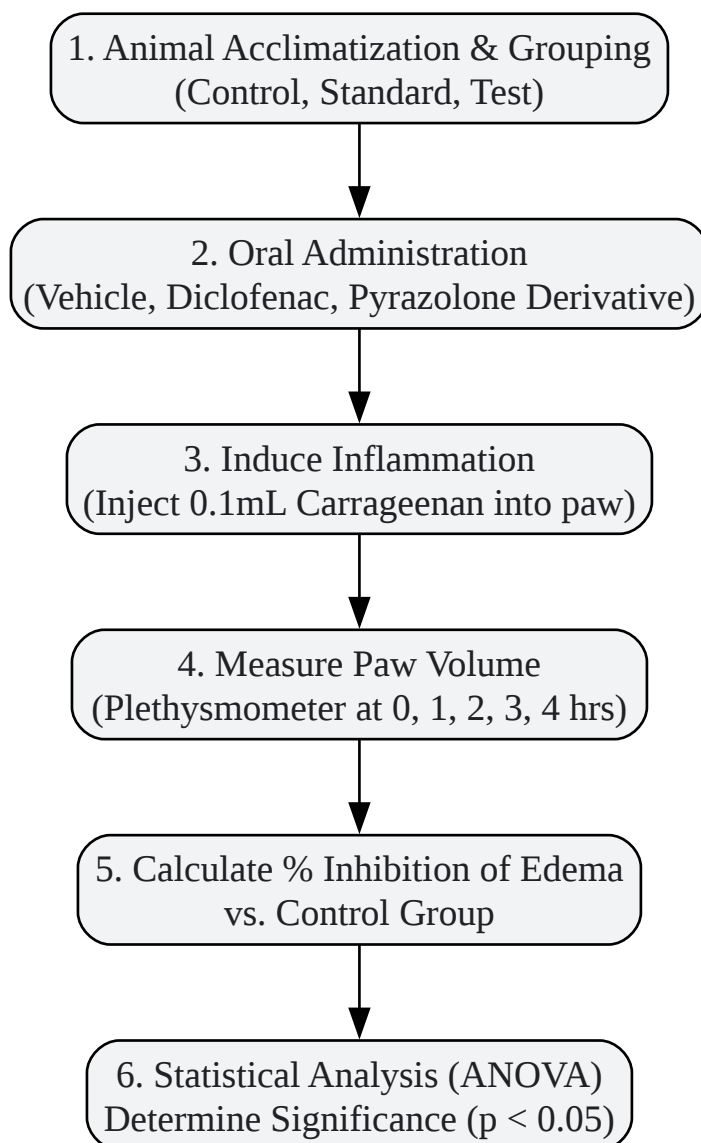 1. Animal Acclimatization & Grouping
(Control, Standard, Test)
2. Oral Administration
(Vehicle, Diclofenac, Pyrazolone Derivative)
3. Induce Inflammation
(Inject 0.1mL Carrageenan into paw)
4. Measure Paw Volume
(Plethysmometer at 0, 1, 2, 3, 4 hrs)
5. Calculate % Inhibition of Edema
vs. Control Group
6. Statistical Analysis (ANOVA)
Determine Significance (p < 0.05)